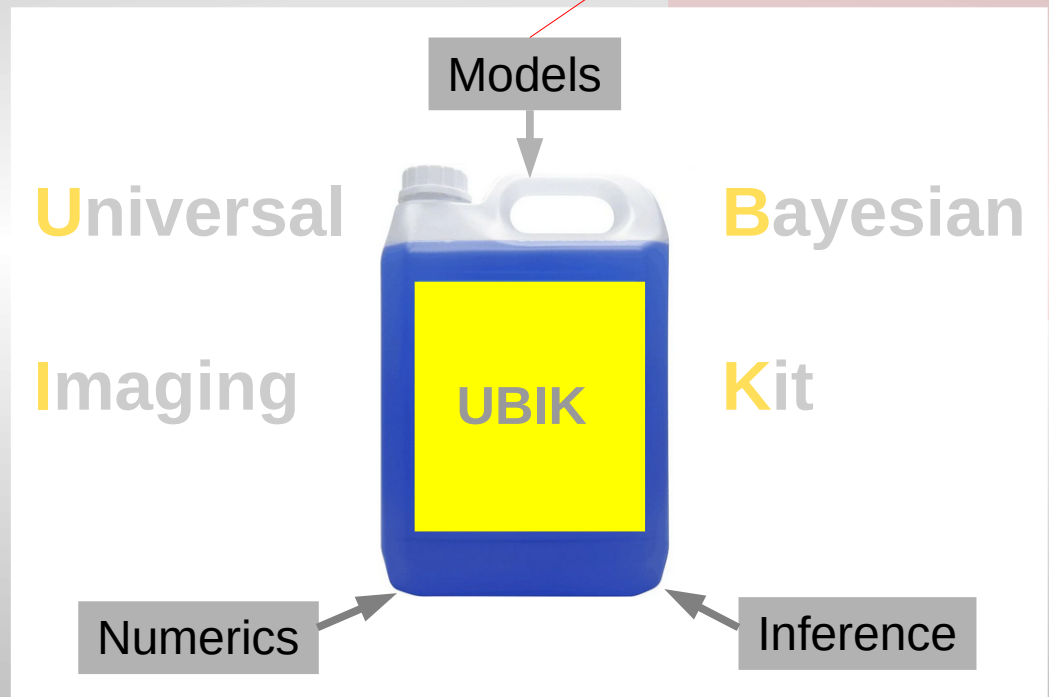 Models
Universal
Bayesian
Imaging
Kit
UBIK
Numerics
Inference